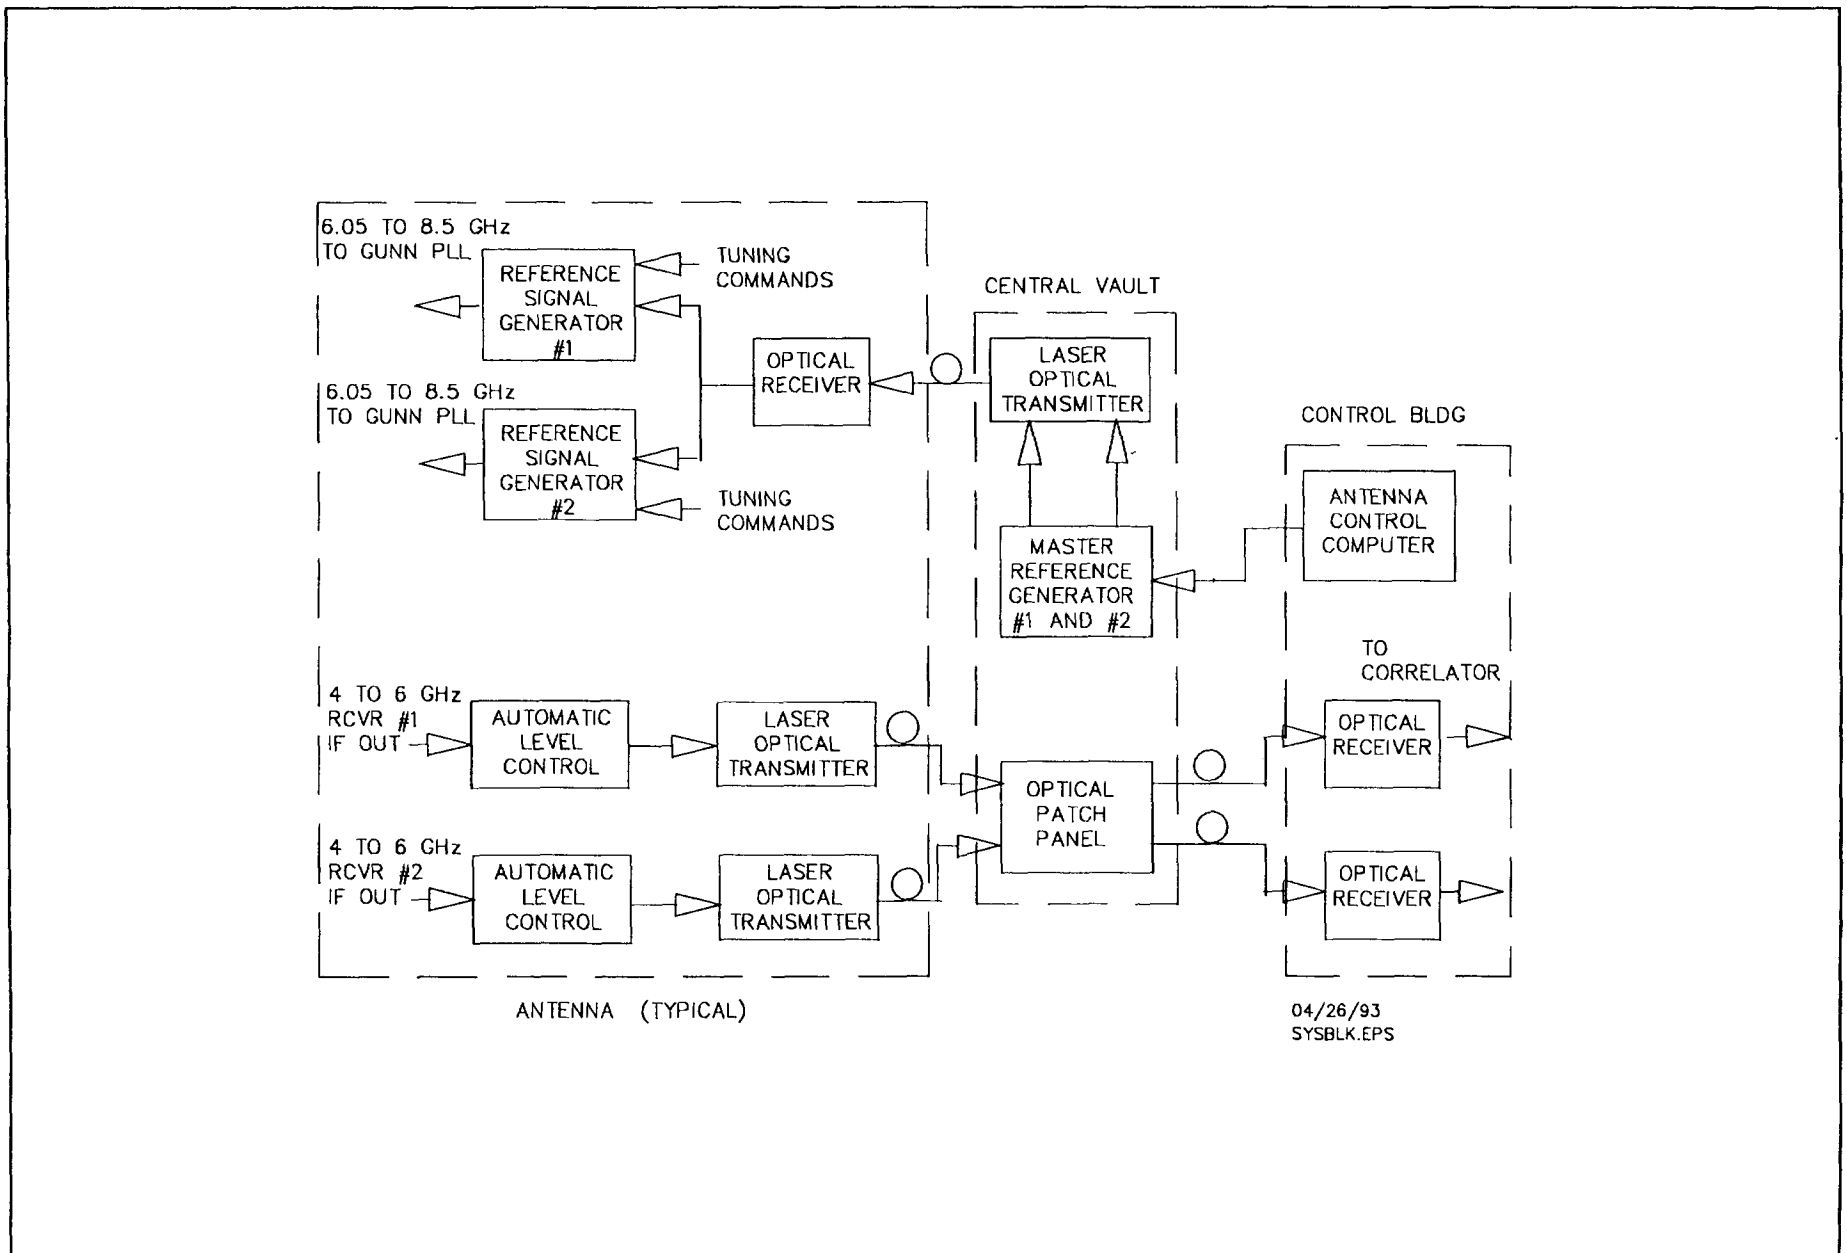 6.05 TO 8.5 GHz
TO GUNN PLL
REFERENCE
SIGNAL
GENERATOR
#1
TUNING
COMMANDS
6.05 TO 8.5 GHz
TO GUNN PLL
REFERENCE
SIGNAL
GENERATOR
#2
TUNING
COMMANDS
OPTICAL
RECEIVER
CENTRAL VAULT
LASER
OPTICAL
TRANSMITTER
MASTER
REFERENCE
GENERATOR
#1 AND #2
CONTROL BLDG
ANTENNA
CONTROL
COMPUTER
TO
CORRELATOR
4 TO 6 GHz
RCVR #1
IF OUT
AUTOMATIC
LEVEL
CONTROL
LASER
OPTICAL
TRANSMITTER
OPTICAL
PATCH
PANEL
OPTICAL
RECEIVER
4 TO 6 GHz
RCVR #2
IF OUT
AUTOMATIC
LEVEL
CONTROL
LASER
OPTICAL
TRANSMITTER
OPTICAL
RECEIVER
ANTENNA (TYPICAL)
04/26/93
SYSBLK.EPS